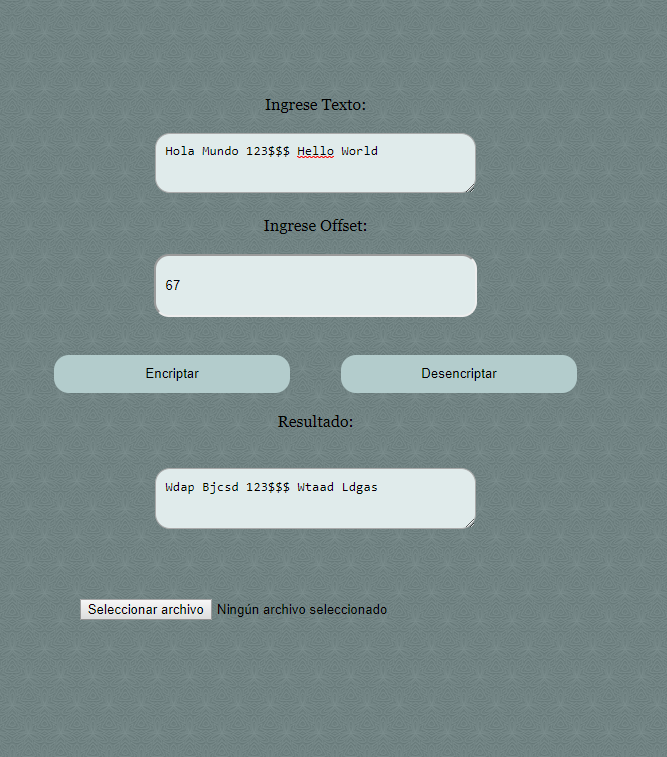 Ingrese Texto:
Hola Mundo 123$$$ Hello World
Ingrese Offset:
67
Encriptar
Desencriptar
Resultado:
Wdap Bjcsd 123$$$ Wtaad Ldgas
Seleccionar archivo Ningún archivo seleccionado